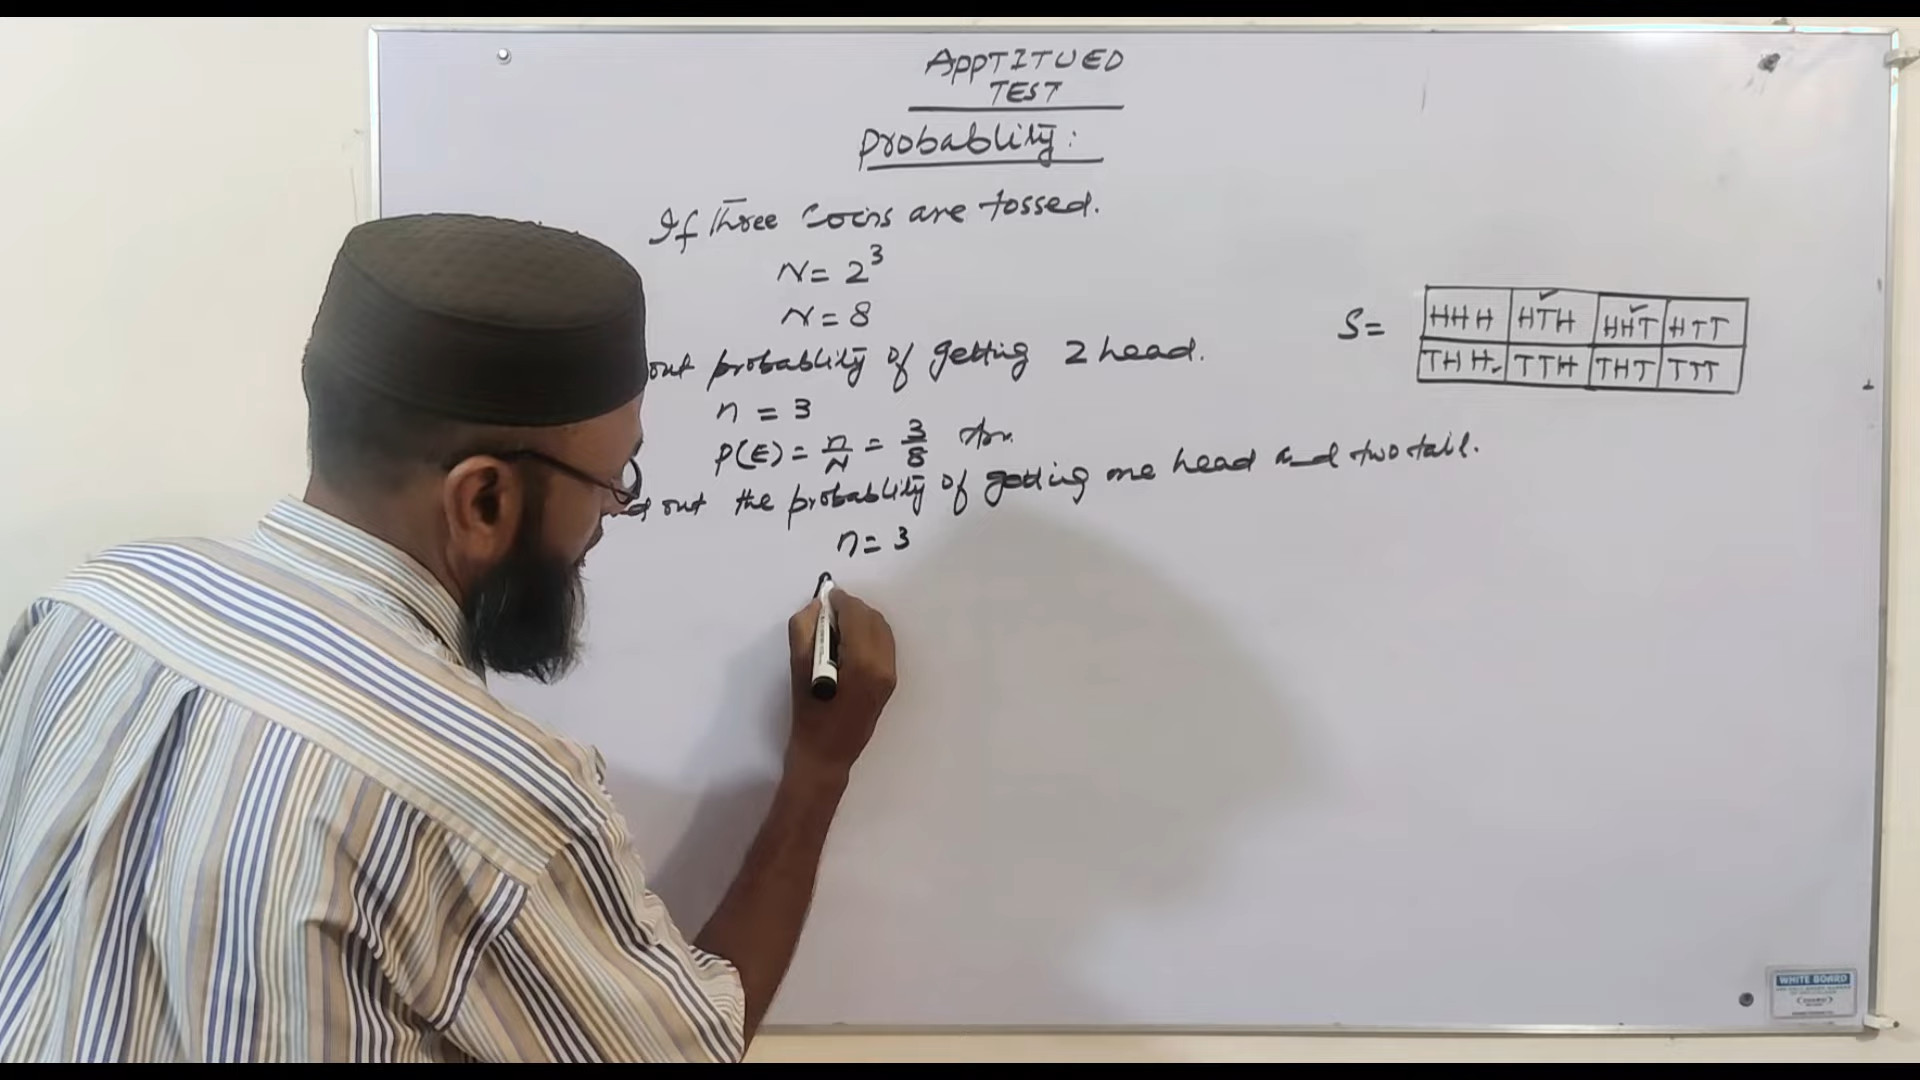 APPTITUED
TEST
Probablity:
If Three Coins are tossed.
N = 2³
N = 8
out probablity of getting 2 head.
n = 3
P(E) = n/N = 3/8
out the probablity of getting one head and two tail.
n = 3
S =
HHH HTH ✓ HHT ✓ HTT
THH ✓ TTH THT TTT
WHITE BOARD